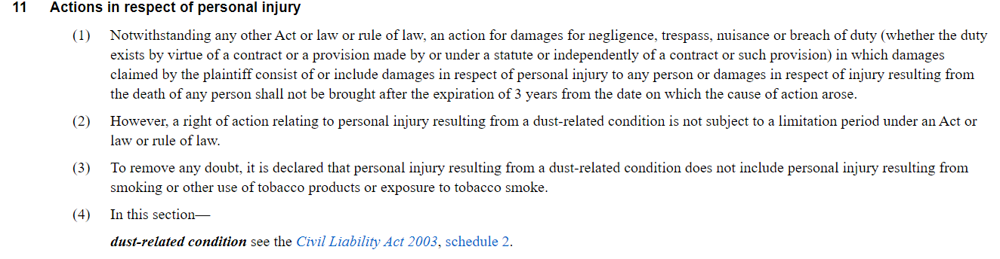 11 Actions in respect of personal injury
(1) Notwithstanding any other Act or law or rule of law, an action for damages for negligence, trespass, nuisance or breach of duty (whether the duty
exists by virtue of a contract or a provision made by or under a statute or independently of a contract or such provision) in which damages
claimed by the plaintiff consist of or include damages in respect of personal injury to any person or damages in respect of injury resulting from
the death of any person shall not be brought after the expiration of 3 years from the date on which the cause of action arose.
(2) However, a right of action relating to personal injury resulting from a dust-related condition is not subject to a limitation period under an Act or
law or rule of law.
(3) To remove any doubt, it is declared that personal injury resulting from a dust-related condition does not include personal injury resulting from
smoking or other use of tobacco products or exposure to tobacco smoke.
(4) In this section—
dust-related condition see the Civil Liability Act 2003, schedule 2.